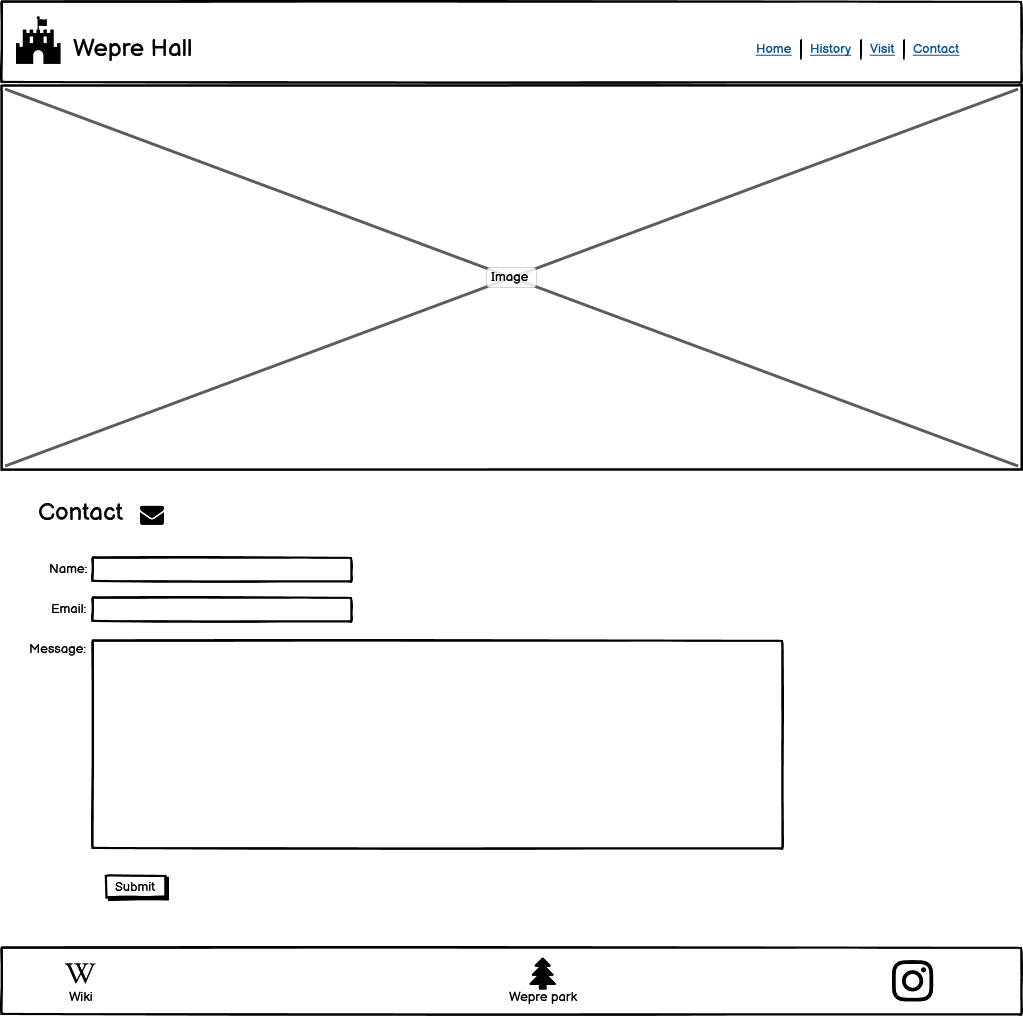 Wepre Hall
Home | History | Visit | Contact
Image
Contact
Name:
Email:
Message:
Submit
W
Wiki
Wepre park